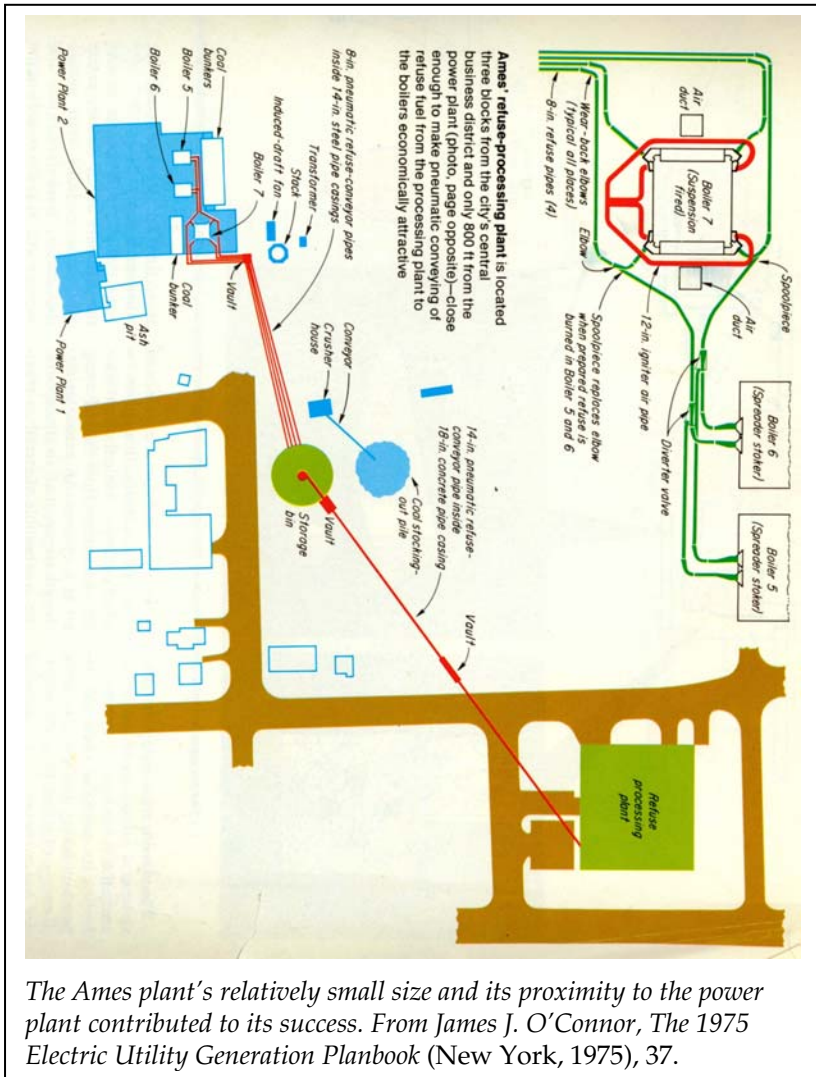 Ames' refuse-processing plant is located
three blocks from the city's central
business district and only 800 ft from the
power plant (photo, page opposite)—close
enough to make pneumatic conveying of
refuse fuel from the processing plant to
the boilers economically attractive
Air
duct
Wear-back elbows
(typical all places)
8-in. refuse pipes (4)
Boiler 7
(Suspension
fired)
Elbow
Spoolpiece
Air
duct
12-in. igniter air pipe
Spoolpiece replaces elbow
when prepared refuse is
burned in Boiler 5 and 6
Diverter valve
Boiler 6
(Spreader stoker)
Boiler 5
(Spreader stoker)
8-in. pneumatic refuse-conveyor pipes
inside 14-in. steel pipe casings
Induced-draft fan
Transformer
Stack
Boiler 7
Coal
bunkers
Boiler 5
Boiler 6
Power Plant 2
Vault
Coal
bunker
Ash
pit
Power Plant 1
Conveyor
Crusher
house
14-in. pneumatic refuse-
conveyor pipe inside
18-in. concrete pipe casing
Coal stocking-
out pile
Vault
Storage
bin
Vault
Refuse
processing
plant
The Ames plant's relatively small size and its proximity to the power
plant contributed to its success. From James J. O'Connor, The 1975
Electric Utility Generation Planbook (New York, 1975), 37.